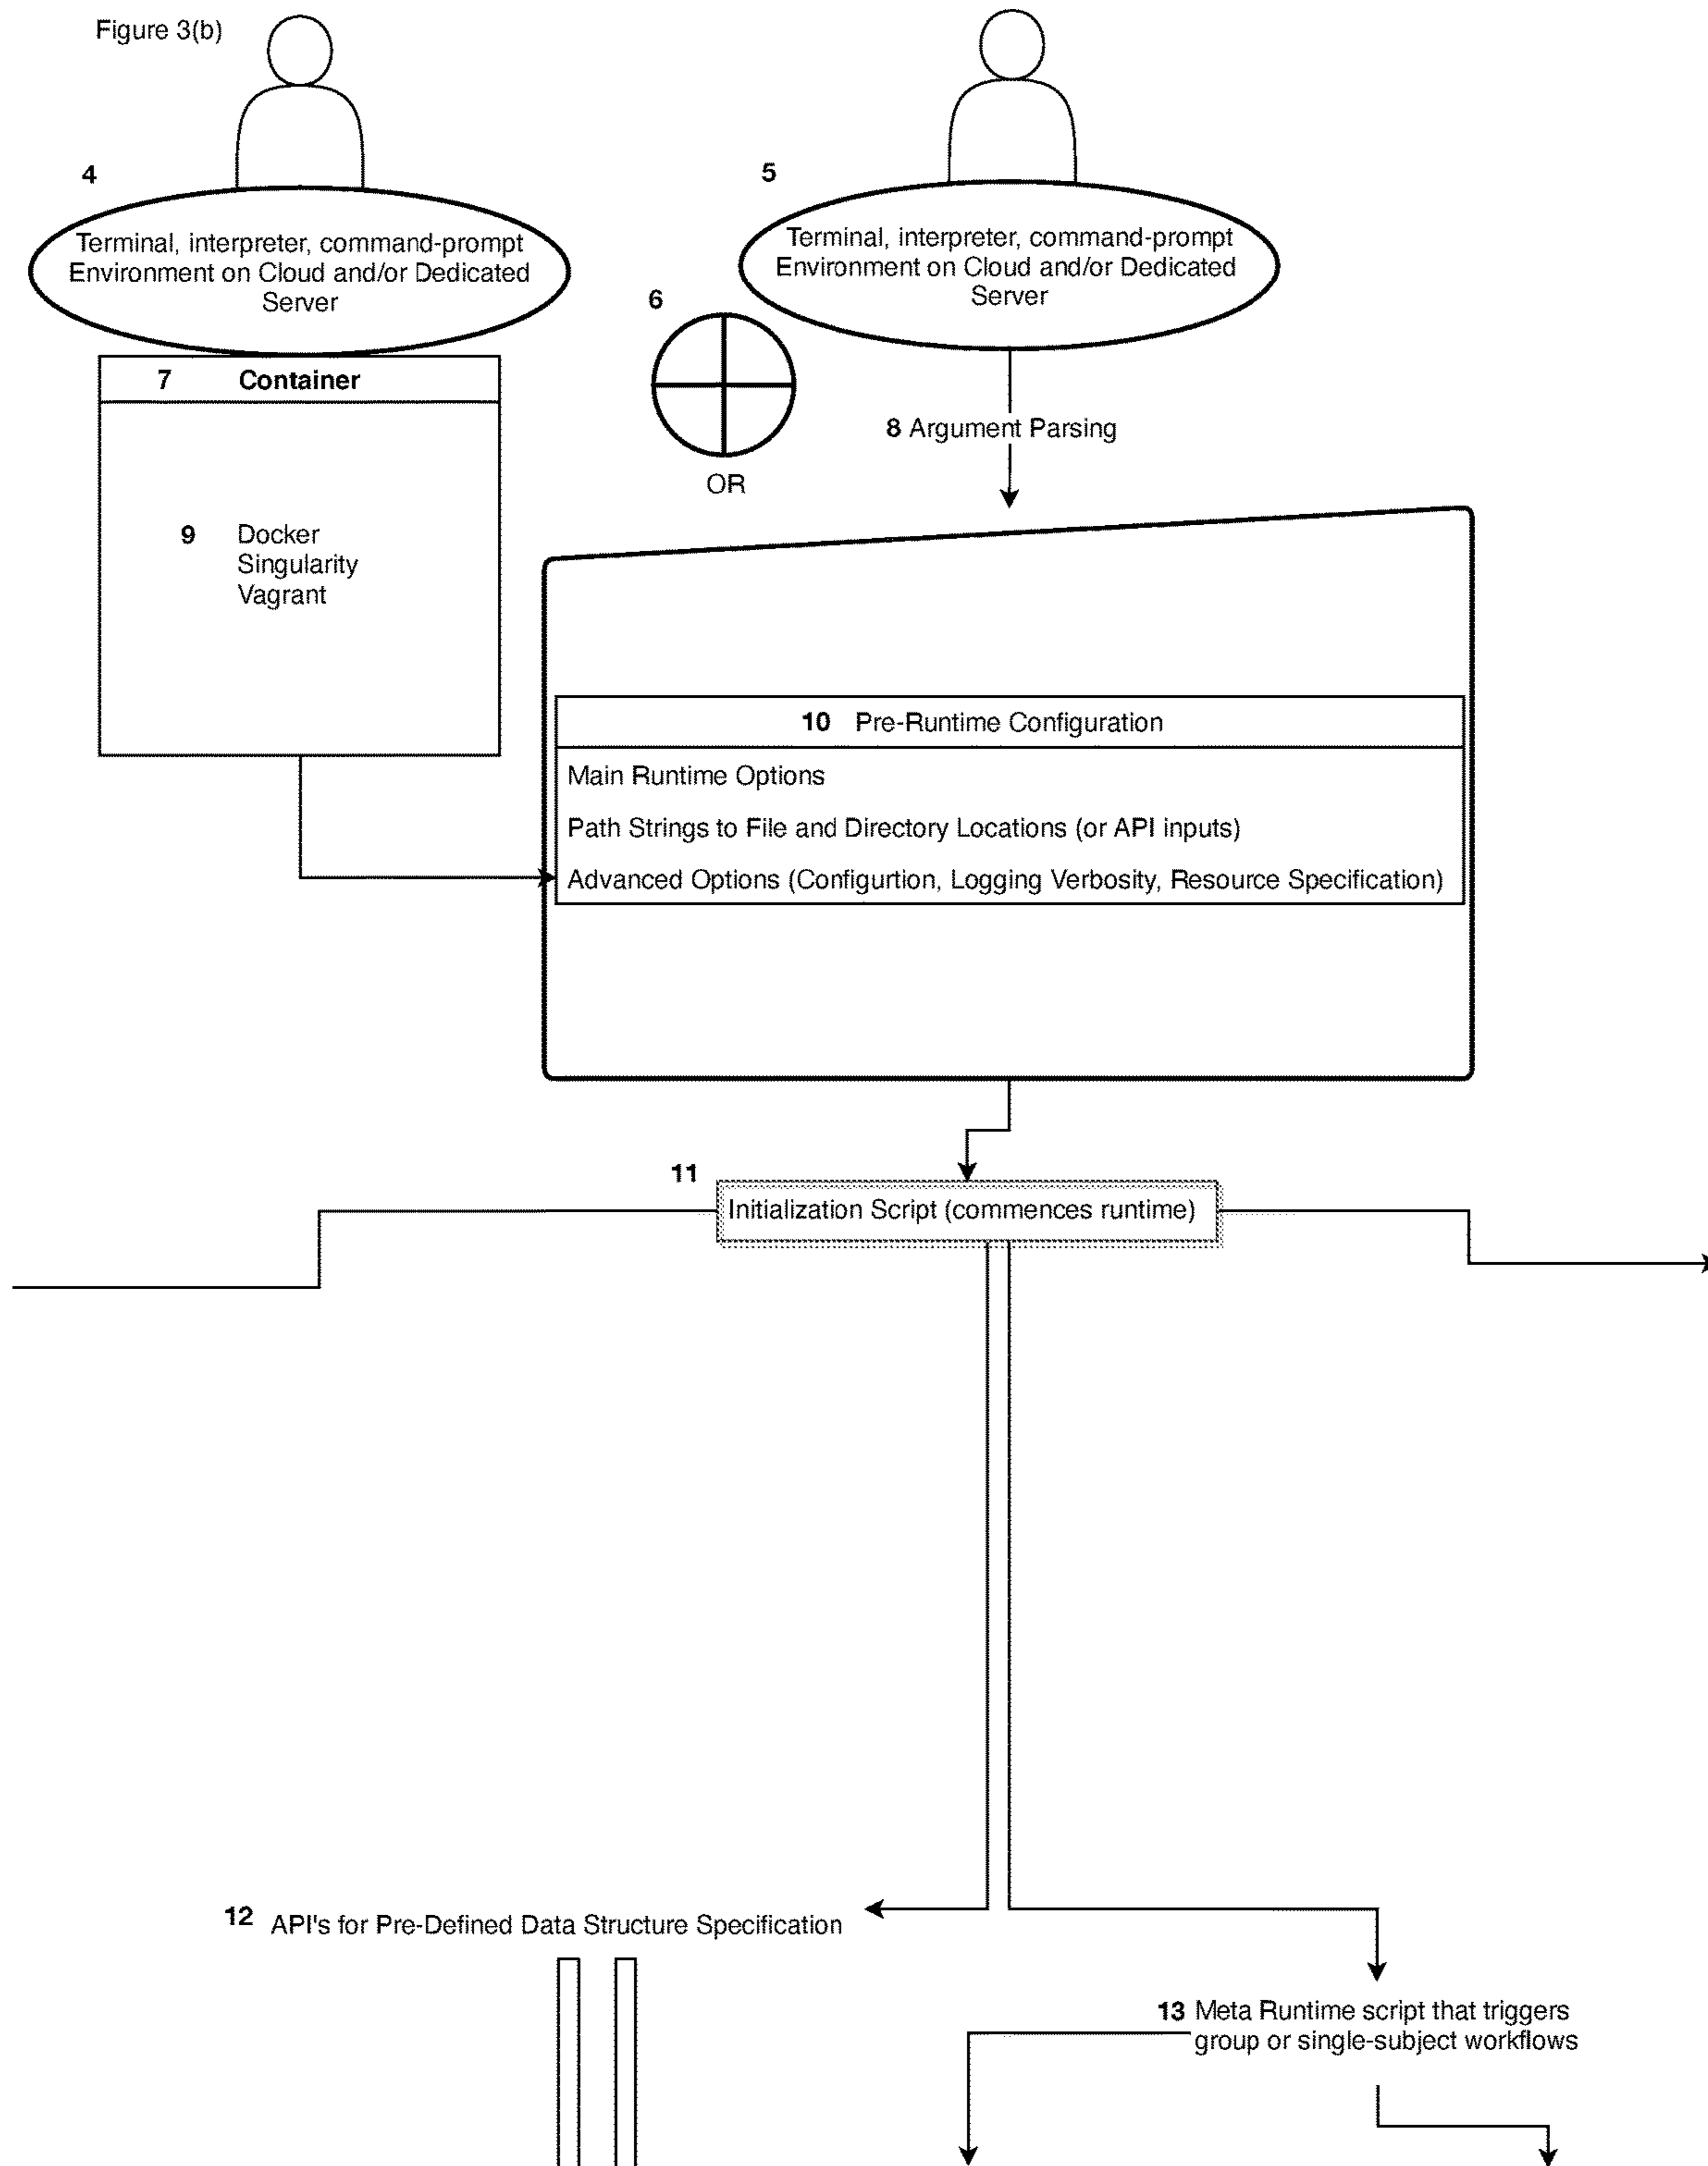 Figure 3(b)
4
Terminal, interpreter, command-prompt
Environment on Cloud and/or Dedicated
Server
5
Terminal, interpreter, command-prompt
Environment on Cloud and/or Dedicated
Server
6
OR
7 Container
8 Argument Parsing
9 Docker
Singularity
Vagrant
10 Pre-Runtime Configuration
Main Runtime Options
Path Strings to File and Directory Locations (or API inputs)
Advanced Options (Configurtion, Logging Verbosity, Resource Specification)
11
Initialization Script (commences runtime)
12 API's for Pre-Defined Data Structure Specification
13 Meta Runtime script that triggers
group or single-subject workflows